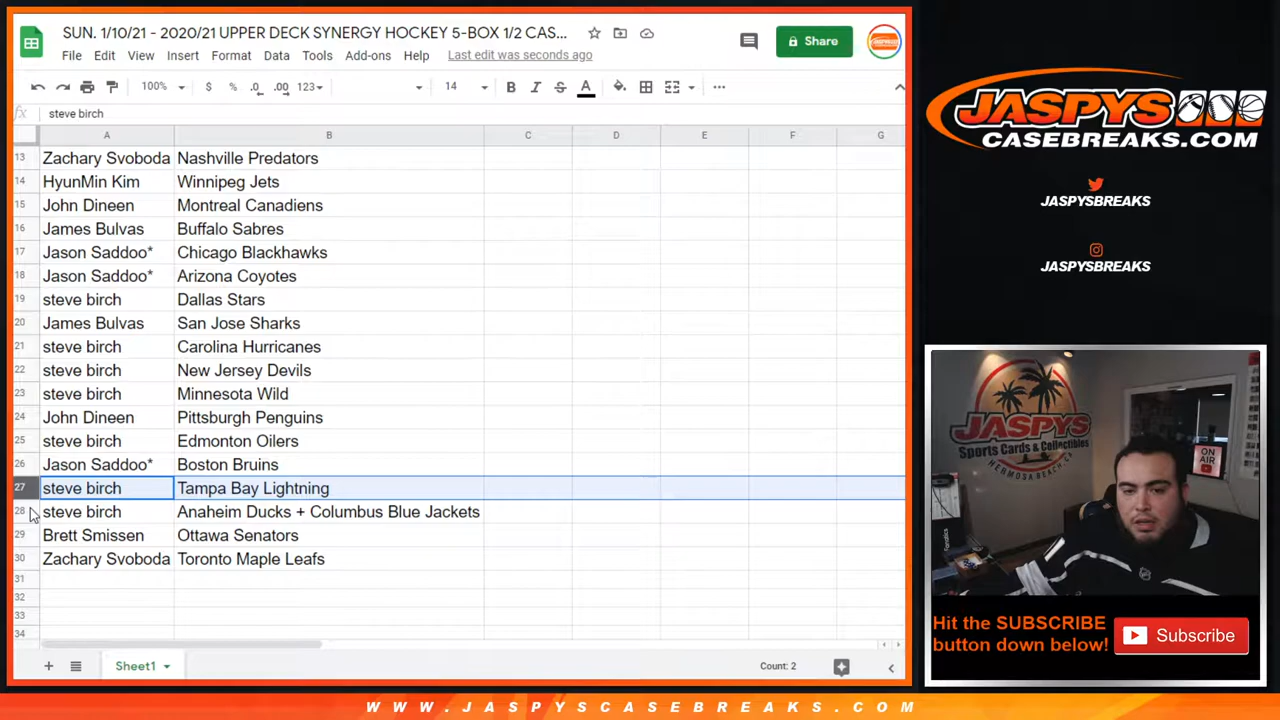 SUN. 1/10/21 - 2020/21 UPPER DECK SYNERGY HOCKEY 5-BOX 1/2 CAS...
File Edit View Insert Format Data Tools Add-ons Help Last edit was seconds ago
Share
100% $ % .0 .00 123 14 B I S A
fx steve birch
A B C D E F G
13 Zachary Svoboda Nashville Predators
14 HyunMin Kim Winnipeg Jets
15 John Dineen Montreal Canadiens
16 James Bulvas Buffalo Sabres
17 Jason Saddoo* Chicago Blackhawks
18 Jason Saddoo* Arizona Coyotes
19 steve birch Dallas Stars
20 James Bulvas San Jose Sharks
21 steve birch Carolina Hurricanes
22 steve birch New Jersey Devils
23 steve birch Minnesota Wild
24 John Dineen Pittsburgh Penguins
25 steve birch Edmonton Oilers
26 Jason Saddoo* Boston Bruins
27 steve birch Tampa Bay Lightning
28 steve birch Anaheim Ducks + Columbus Blue Jackets
29 Brett Smissen Ottawa Senators
30 Zachary Svoboda Toronto Maple Leafs
31
32
33
34
Sheet1 Count: 2
JASPYS
CASEBREAKS.COM
JASPYSBREAKS
JASPYSBREAKS
JASPYS
Sports Cards & Collectibles
HERMOSA BEACH, CA
ON AIR
Hit the SUBSCRIBE
button down below!
Subscribe
WWW.JASPYSCASEBREAKS.COM